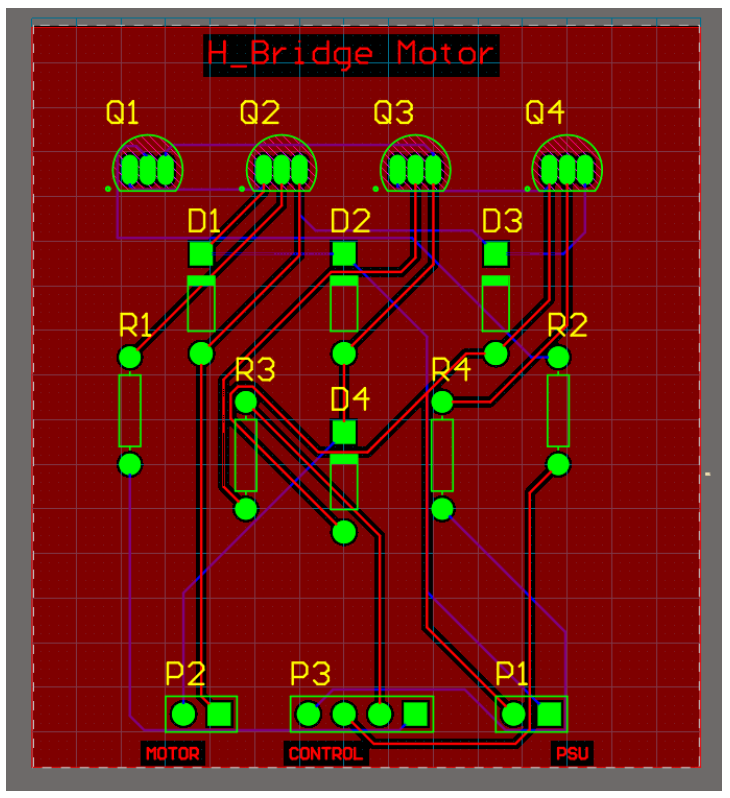 H_Bridge Motor
Q1 Q2 Q3 Q4
D1 D2 D3
R1 R2
R3 R4
D4
P2 P3 P1
MOTOR CONTROL PSU